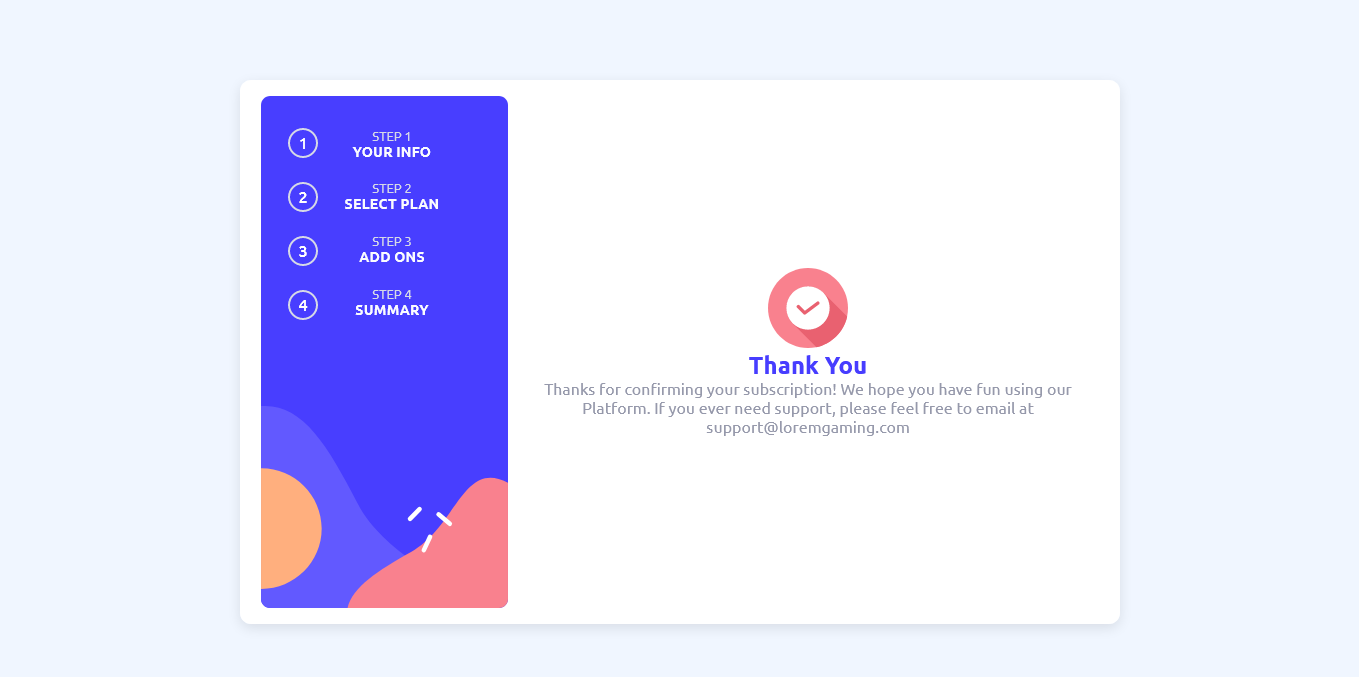 1
STEP 1
YOUR INFO
2
STEP 2
SELECT PLAN
3
STEP 3
ADD ONS
4
STEP 4
SUMMARY
Thank You
Thanks for confirming your subscription! We hope you have fun using our
Platform. If you ever need support, please feel free to email at
support@loremgaming.com